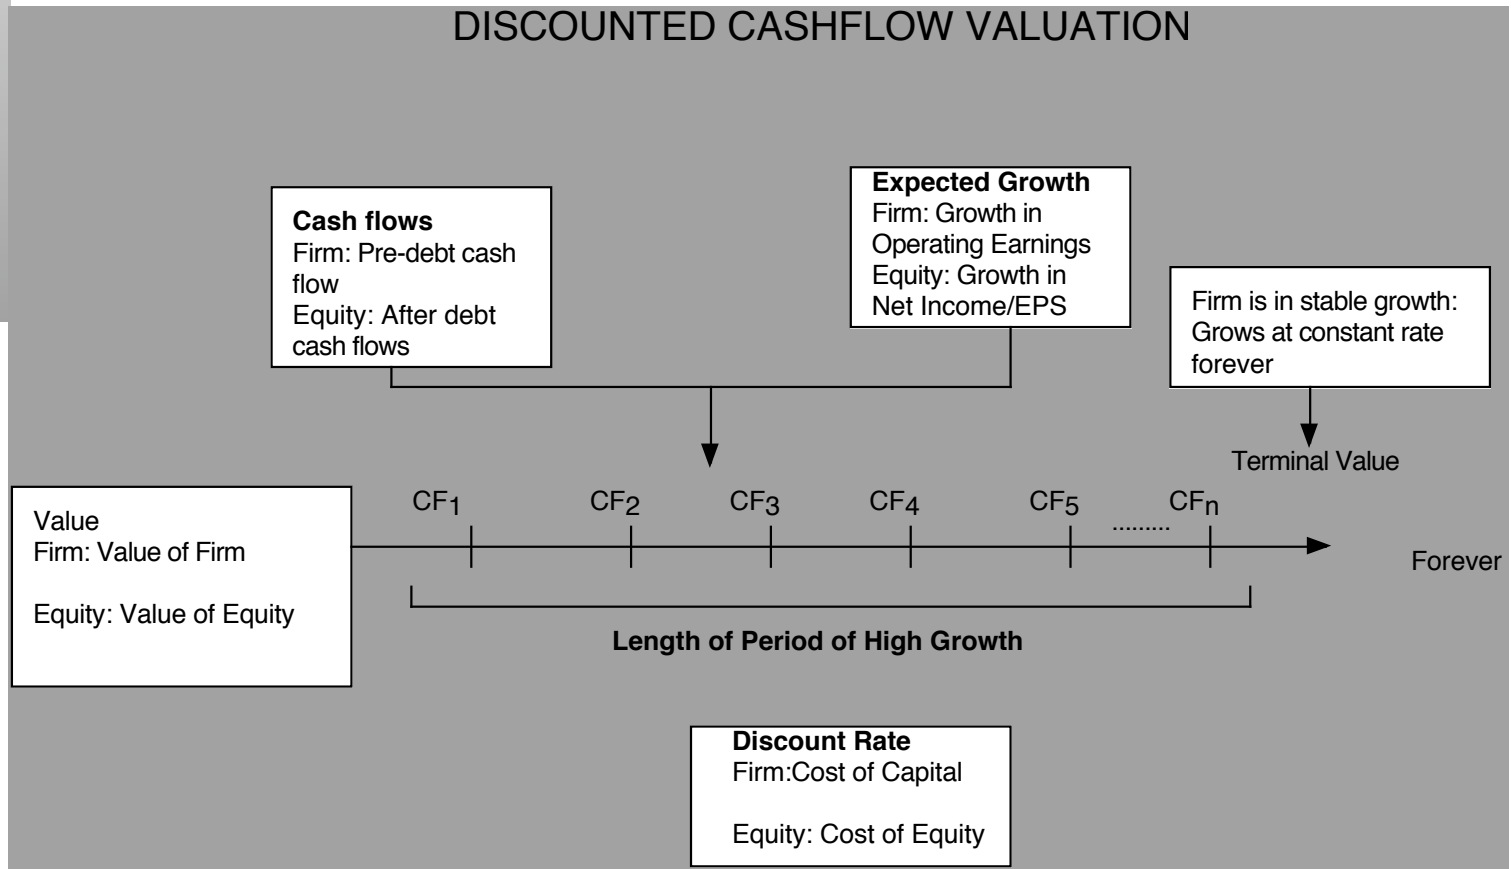 DISCOUNTED CASHFLOW VALUATION
Cash flows
Firm: Pre-debt cash
flow
Equity: After debt
cash flows
Expected Growth
Firm: Growth in
Operating Earnings
Equity: Growth in
Net Income/EPS
Firm is in stable growth:
Grows at constant rate
forever
Terminal Value
Value
Firm: Value of Firm
Equity: Value of Equity
CF1 CF2 CF3 CF4 CF5 ......... CFn
Forever
Length of Period of High Growth
Discount Rate
Firm:Cost of Capital
Equity: Cost of Equity